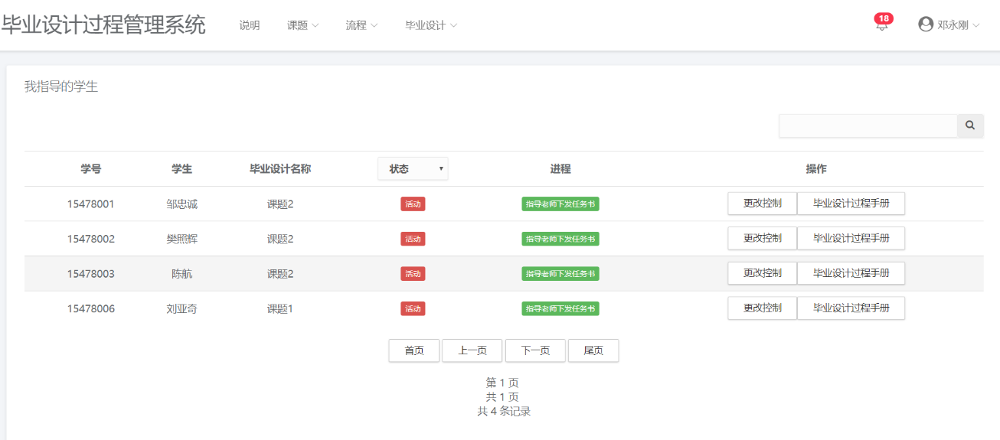 毕业设计过程管理系统 说明 课题 流程 毕业设计 18 邓永刚
我指导的学生
学号 学生 毕业设计名称 状态 进程 操作
15478001 邹忠诚 课题2 活动 指导老师下发任务书 更改控制 毕业设计过程手册
15478002 樊照辉 课题2 活动 指导老师下发任务书 更改控制 毕业设计过程手册
15478003 陈航 课题2 活动 指导老师下发任务书 更改控制 毕业设计过程手册
15478006 刘亚奇 课题1 活动 指导老师下发任务书 更改控制 毕业设计过程手册
首页 上一页 下一页 尾页
第 1 页
共 1 页
共 4 条记录